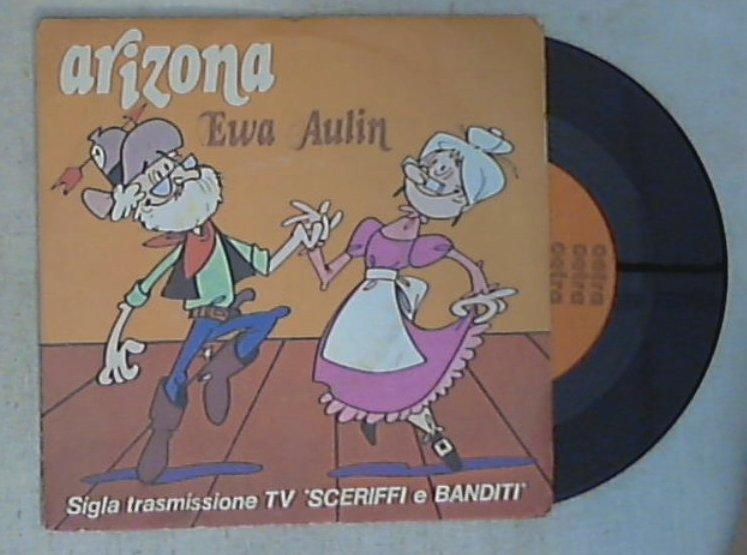 arizona
Ewa Aulin
cetra
cetra
cetra
Sigla trasmissione TV 'SCERIFFI e BANDITI'